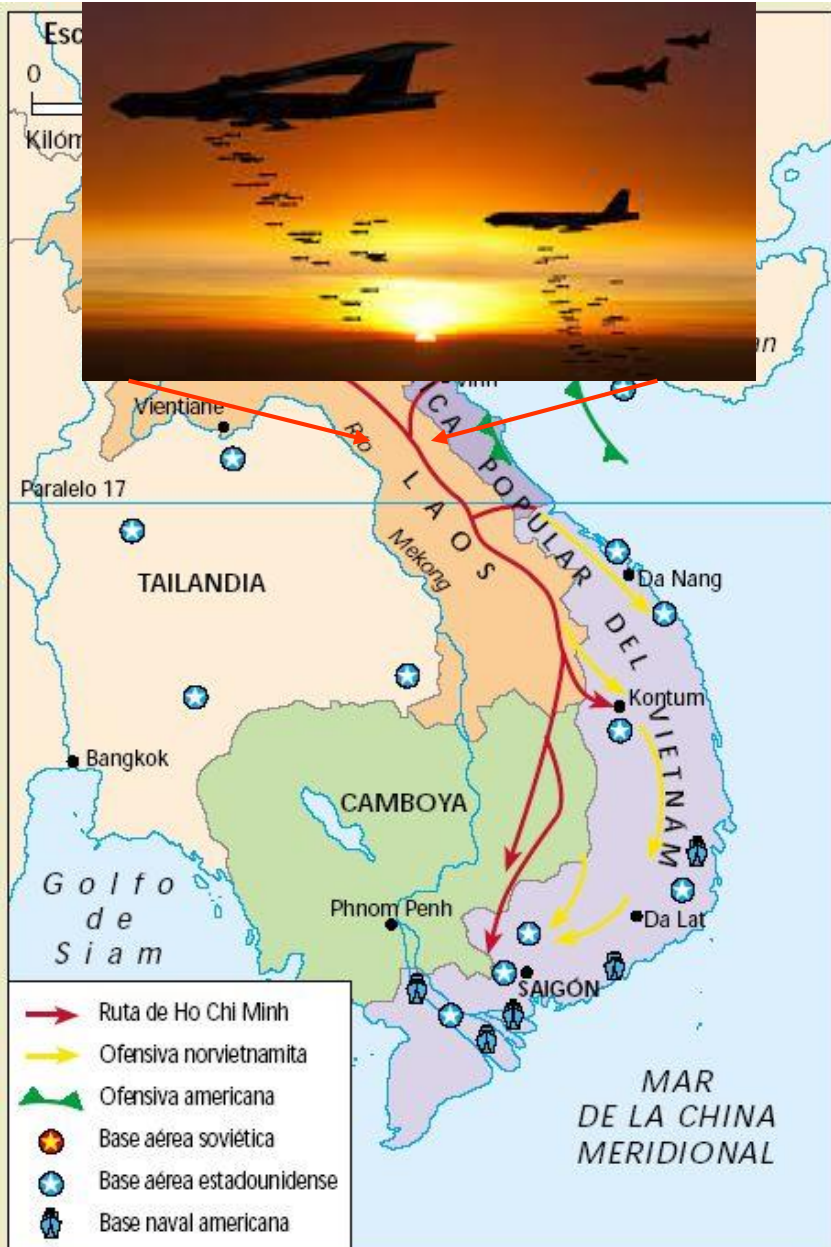 Esc
0
Kilóm
an
Vinh
Vientiane
Río
Mekong
LAOS
ICA POPULAR DEL VIETNAM
Paralelo 17
TAILANDIA
Da Nang
Kontum
Bangkok
CAMBOYA
Golfo
de
Siam
Phnom Penh
Da Lat
SAIGÓN
MAR
DE LA CHINA
MERIDIONAL
Ruta de Ho Chi Minh
Ofensiva norvietnamita
Ofensiva americana
Base aérea soviética
Base aérea estadounidense
Base naval americana